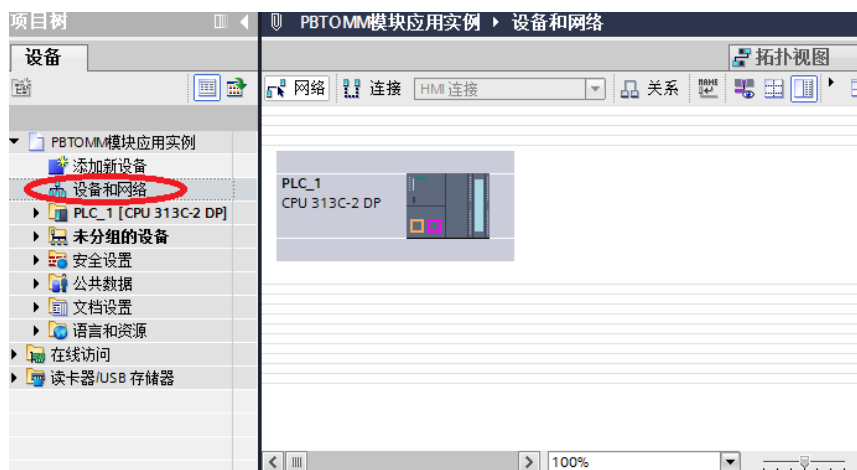 项目树
PBTOMM模块应用实例 ▸ 设备和网络
设备
拓扑视图
网络 连接 HMI 连接 关系
PBTOMM模块应用实例
添加新设备
设备和网络
PLC_1 [CPU 313C-2 DP]
未分组的设备
安全设置
公共数据
文档设置
语言和资源
在线访问
读卡器/USB 存储器
PLC_1
CPU 313C-2 DP
100%